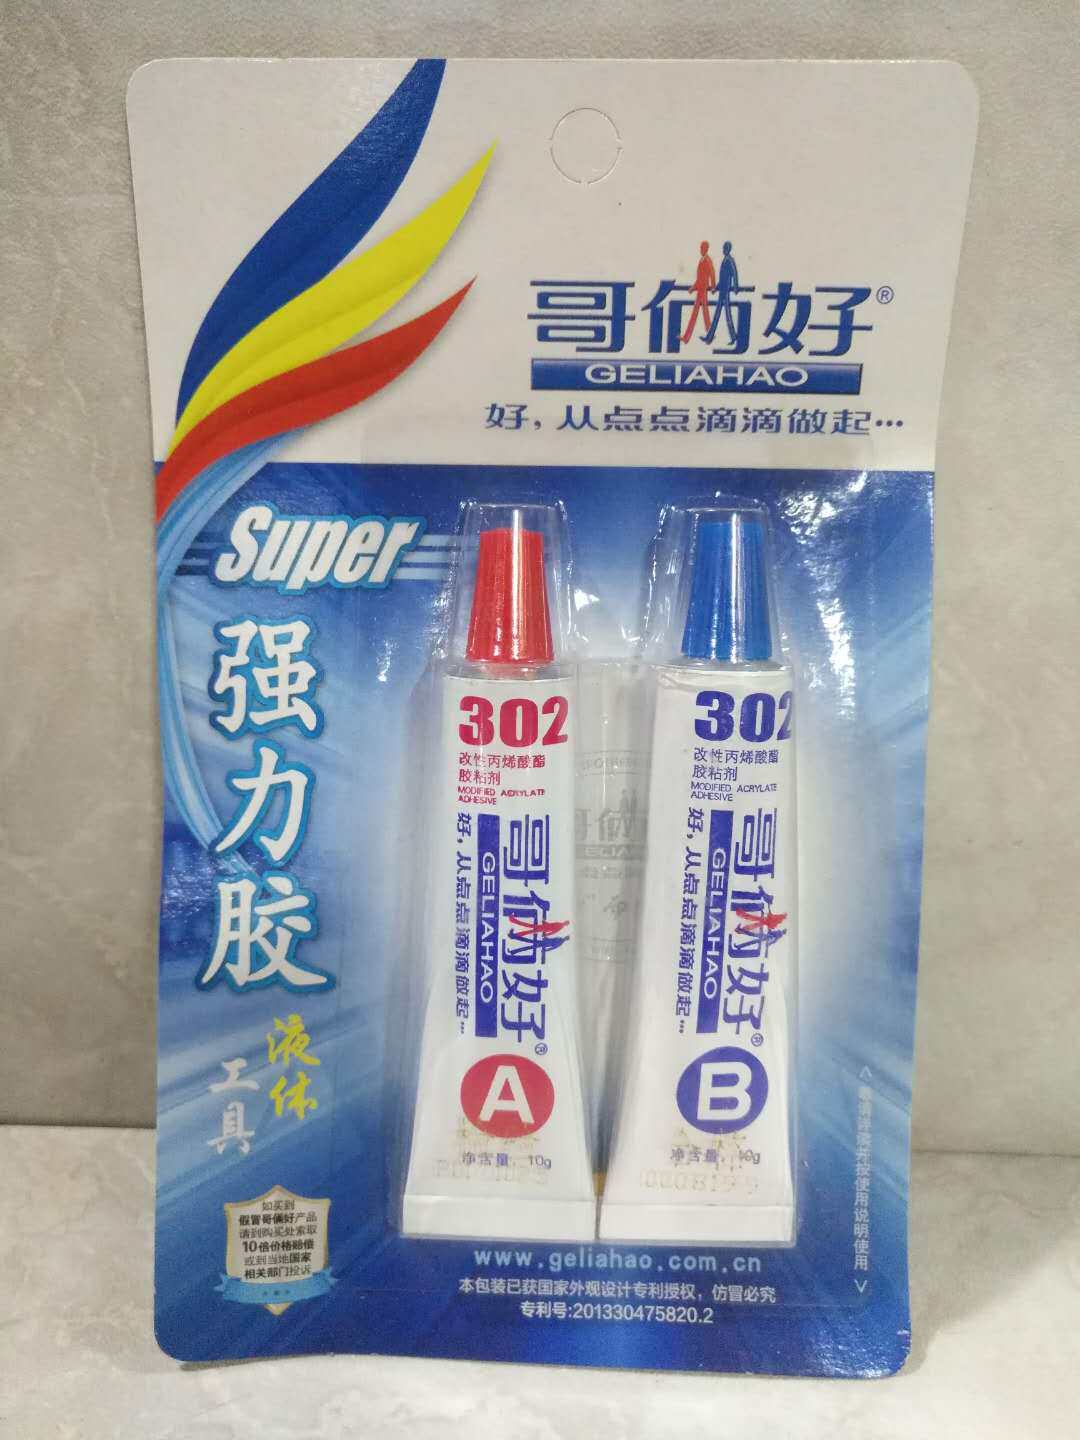 哥俩好®
GELIAHAO
好，从点点滴滴做起…
Super
强力胶
液体
工具
302
改性丙烯酸酯
胶粘剂
MODIFIED ACRYLATE
ADHESIVE
哥俩好®
GELIAHAO
好，从点点滴滴做起…
A
净含量: 10g
302
改性丙烯酸酯
胶粘剂
MODIFIED ACRYLATE
ADHESIVE
哥俩好®
GELIAHAO
好，从点点滴滴做起…
B
净含量: 10g
敬请详读并按使用说明使用
如买到
假冒哥俩好产品
请到购买处索取
10倍价格赔偿
或到当地国家
相关部门投诉
www.geliahao.com.cn
本包装已获国家外观设计专利授权，仿冒必究
专利号:201330475820.2